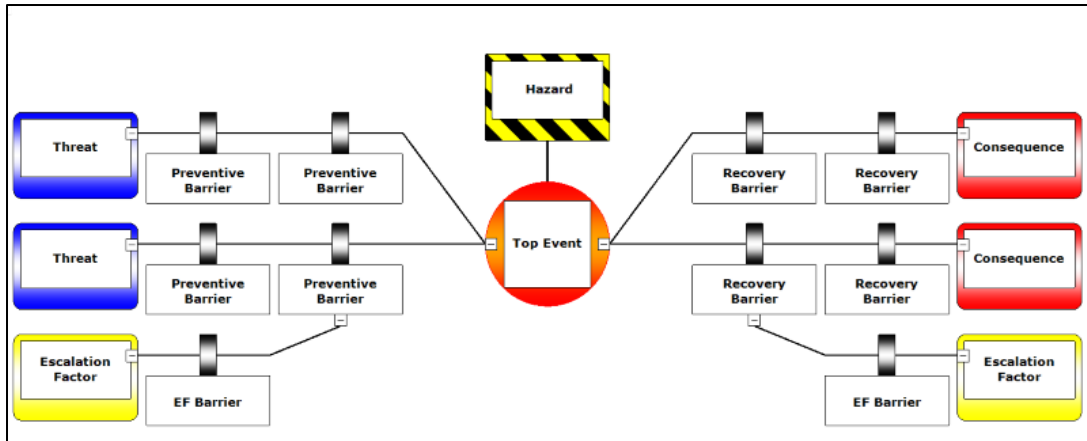 Hazard
Threat
Preventive
Barrier
Preventive
Barrier
Recovery
Barrier
Recovery
Barrier
Consequence
Top Event
Threat
Preventive
Barrier
Preventive
Barrier
Recovery
Barrier
Recovery
Barrier
Consequence
Escalation
Factor
EF Barrier
EF Barrier
Escalation
Factor